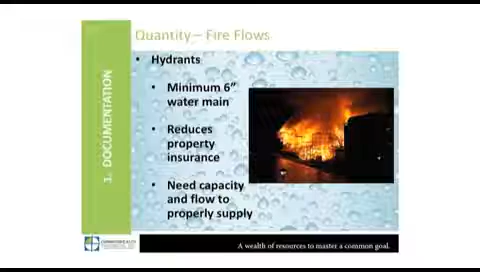 Quantity – Fire Flows
• Hydrants
• Minimum 6”
water main
• Reduces
property
insurance
• Need capacity
and flow to
properly supply
1. DOCUMENTATION
A wealth of resources to master a common goal.